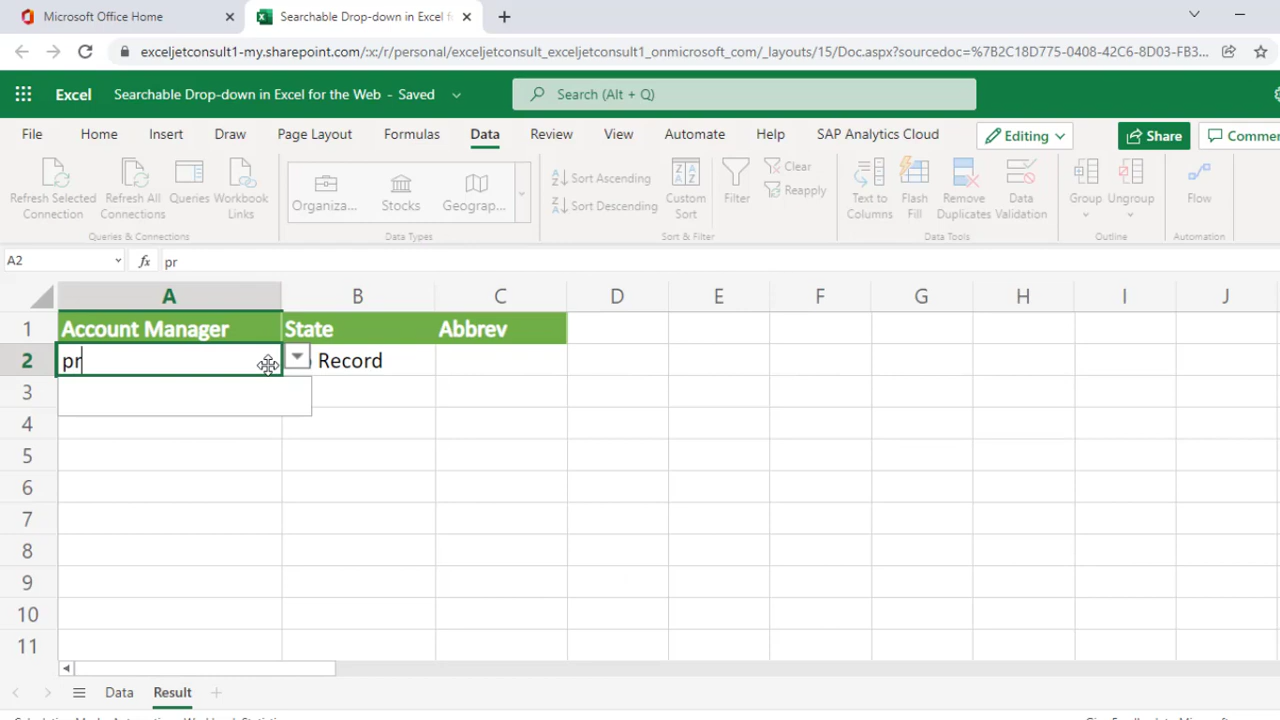 Microsoft Office Home
Searchable Drop-down in Excel f
exceljetconsult1-my.sharepoint.com/:x:/r/personal/exceljetconsult_exceljetconsult1_onmicrosoft_com/_layouts/15/Doc.aspx?sourcedoc=%7B2C18D775-0408-42C6-8D03-FB3...
Excel Searchable Drop-down in Excel for the Web - Saved Search (Alt + Q)
File Home Insert Draw Page Layout Formulas Data Review View Automate Help SAP Analytics Cloud Editing Share Comme
Refresh Selected Connection
Refresh All Connections
Queries
Workbook Links
Organiza...
Stocks
Geograp...
Sort Ascending
Sort Descending
Custom Sort
Filter
Clear
Reapply
Text to Columns
Flash Fill
Remove Duplicates
Data Validation
Group
Ungroup
Flow
Queries & Connections Data Types Sort & Filter Data Tools Outline Automation
A2 fx pr
A B C D E F G H I J
1 Account Manager State Abbrev
2 pr Record
3
4
5
6
7
8
9
10
11
Data Result